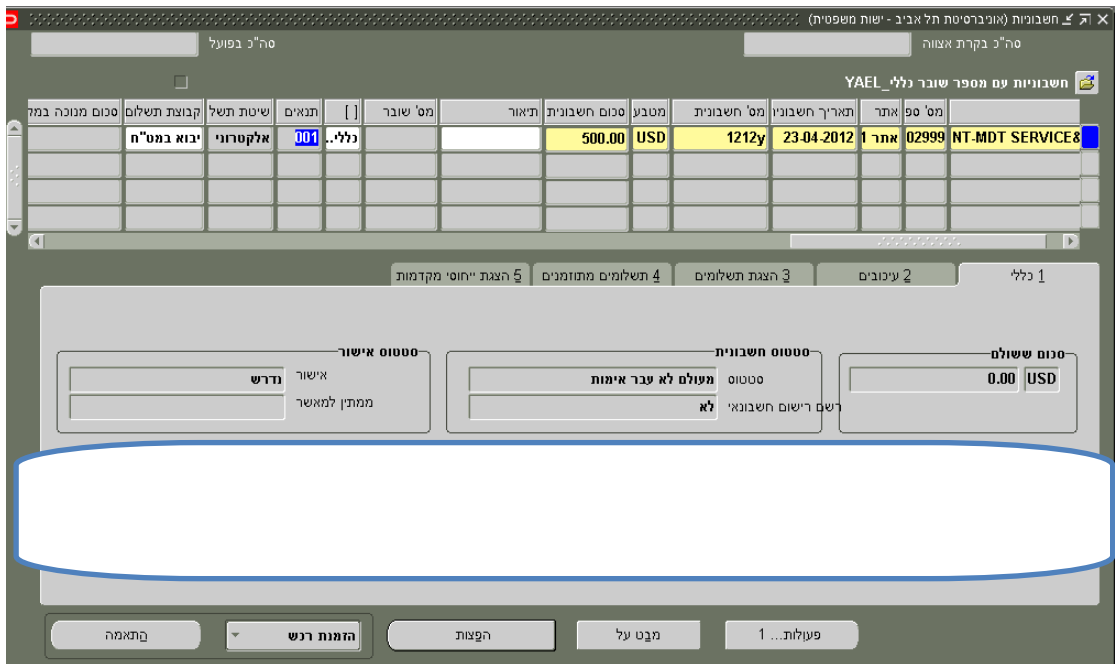 חשבוניות (אוניברסיטת תל אביב - ישות משפטית)
סה"כ בקרת אצווה סה"כ בפועל
חשבוניות עם מספר שובר כללי_YAEL
מס' ספ אתר תאריך חשבוניו מס' חשבונית מטבע סכום חשבונית תיאור מס' שובר [ ] תנאים שיטת תשל קבוצת תשלום סכום מנוכה במק
NT-MDT SERVICE& 02999 אתר 1 23-04-2012 1212y USD 500.00 כללי.. 001 אלקטרוני יבוא במט"ח
1 כללי 2 עיכובים 3 הצגת תשלומים 4 תשלומים מתוזמנים 5 הצגת ייחוסי מקדמות
סכום ששולם סטטוס חשבונית סטטוס אישור
USD 0.00 סטטוס מעולם לא עבר אימות אישור נדרש
רשם רישום חשבונאי לא ממתין למאשר
פעולות... 1 מבט על הפצות הזמנת רכש התאמה